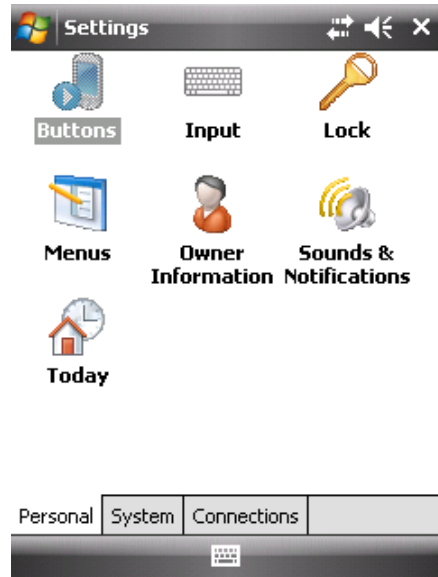 Settings
Buttons Input Lock
Menus Owner Information Sounds & Notifications
Today
Personal System Connections